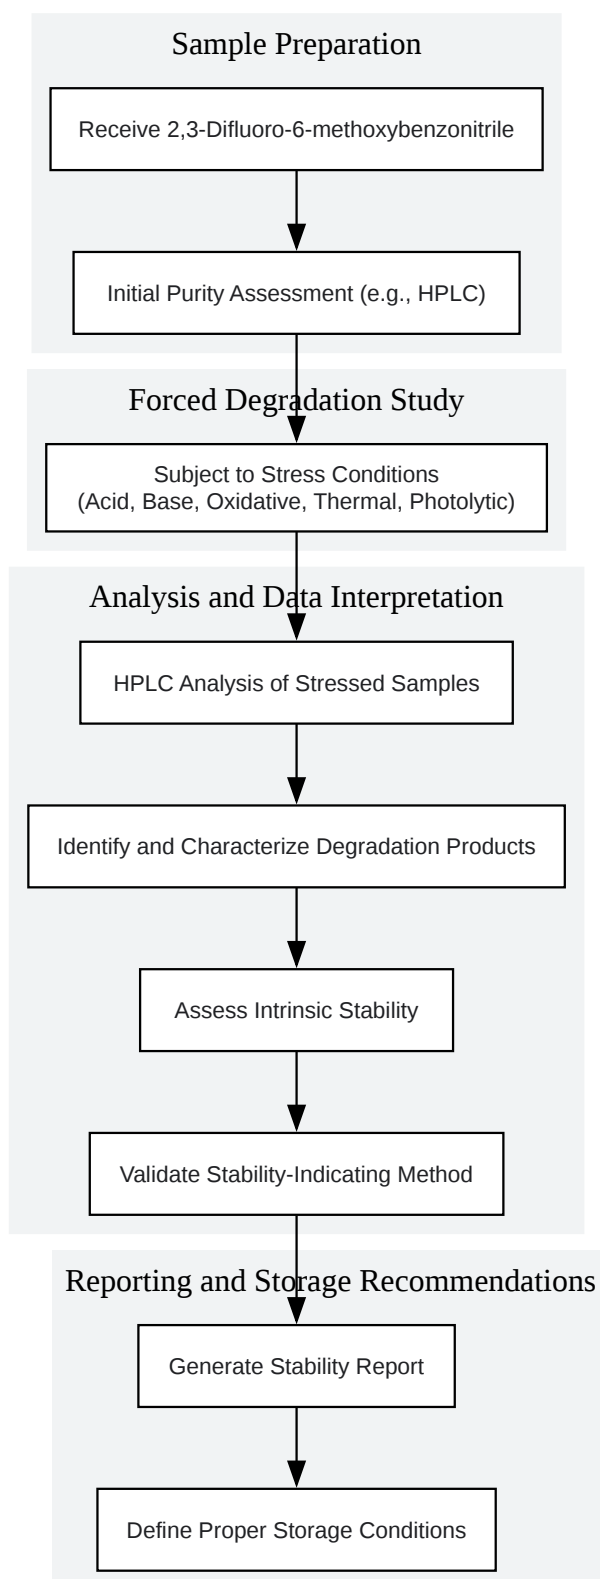 Sample Preparation
Receive 2,3-Difluoro-6-methoxybenzonitrile
Initial Purity Assessment (e.g., HPLC)
Forced Degradation Study
Subject to Stress Conditions
(Acid, Base, Oxidative, Thermal, Photolytic)
Analysis and Data Interpretation
HPLC Analysis of Stressed Samples
Identify and Characterize Degradation Products
Assess Intrinsic Stability
Validate Stability-Indicating Method
Reporting and Storage Recommendations
Generate Stability Report
Define Proper Storage Conditions